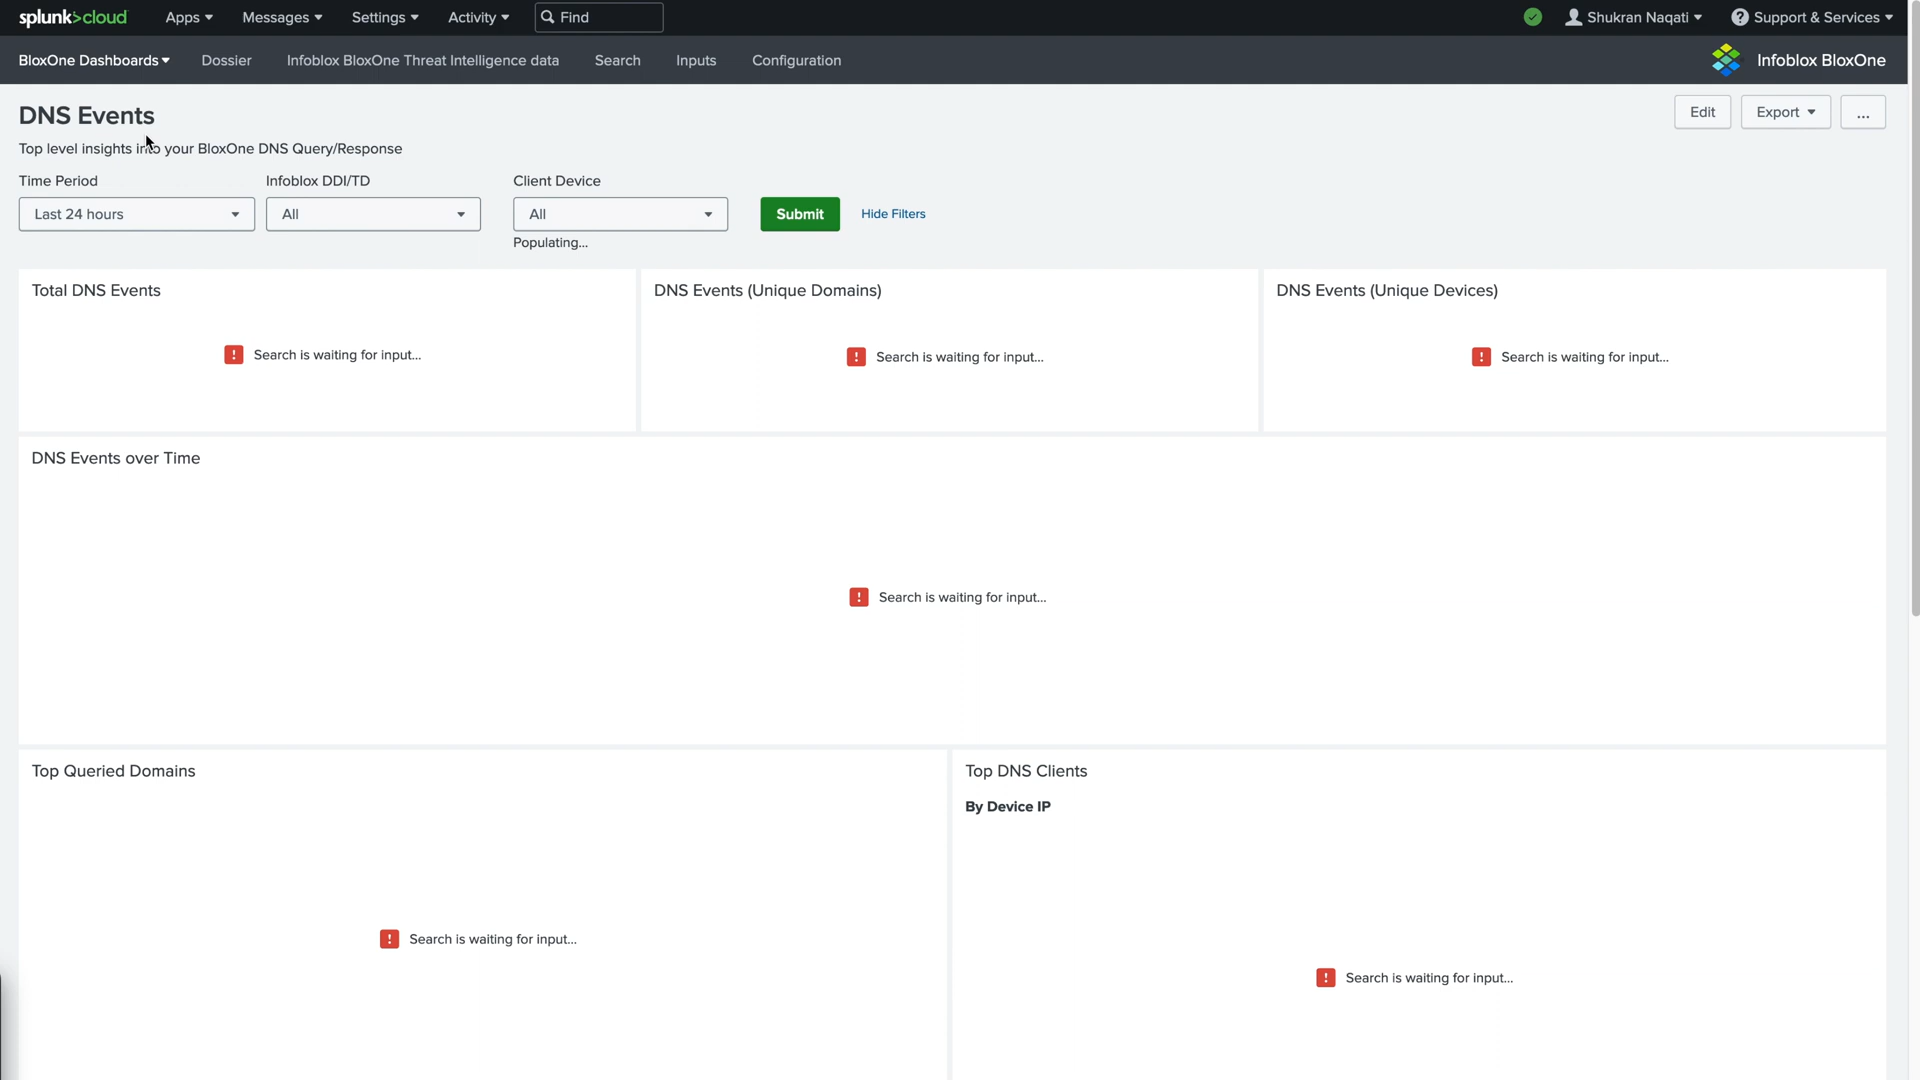 splunk>cloud Apps Messages Settings Activity Find Shukran Naqati Support & Services
BloxOne Dashboards Dossier Infoblox BloxOne Threat Intelligence data Search Inputs Configuration Infoblox BloxOne
DNS Events Edit Export ...
Top level insights into your BloxOne DNS Query/Response
Time Period Infoblox DDI/TD Client Device
Last 24 hours All All Submit Hide Filters
Populating...
Total DNS Events DNS Events (Unique Domains) DNS Events (Unique Devices)
Search is waiting for input... Search is waiting for input... Search is waiting for input...
DNS Events over Time
Search is waiting for input...
Top Queried Domains Top DNS Clients
By Device IP
Search is waiting for input...
Search is waiting for input...